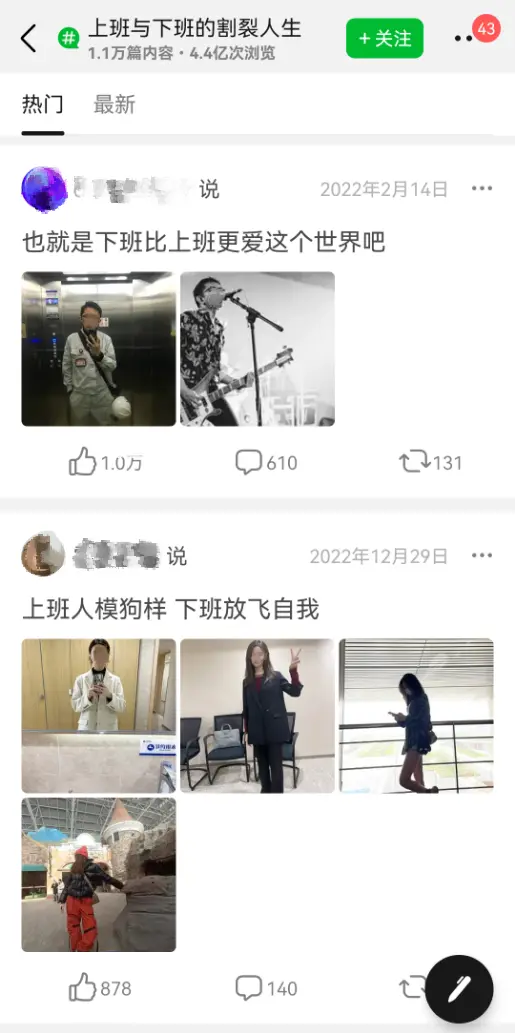 上班与下班的割裂人生
1.1万篇内容·4.4亿次浏览
+关注
43
热门
最新
说
2022年2月14日
也就是下班比上班更爱这个世界吧
1.0万
610
131
说
2022年12月29日
上班人模狗样 下班放飞自我
878
140